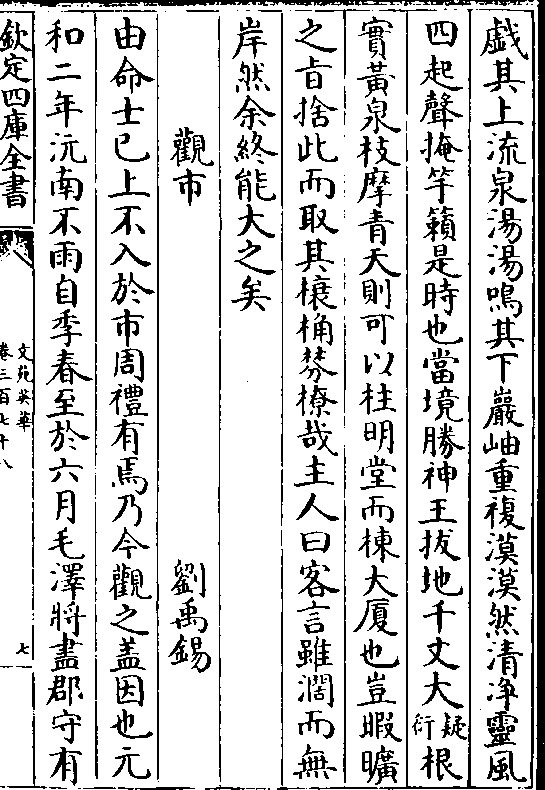 戯其上流泉湯湯鳴其下巖岫重複漠漠然清浄靈風
四起聲掩竽籟是時也當境勝神王拔地千丈大疑衍根
實黄泉枝摩青天則可以柱明堂而棟大厦也豈暇曠
之旨捨此而取其榱桷棼橑哉主人曰客言雖濶而無
岸然余終能大之矣
觀市 劉禹錫
由命士已上不入於市周禮有焉乃今觀之盖因也元
和二年沅南不雨自季春至於六月毛澤將盡郡守有
欽定四庫全書
文苑英華
卷三百七十八
七